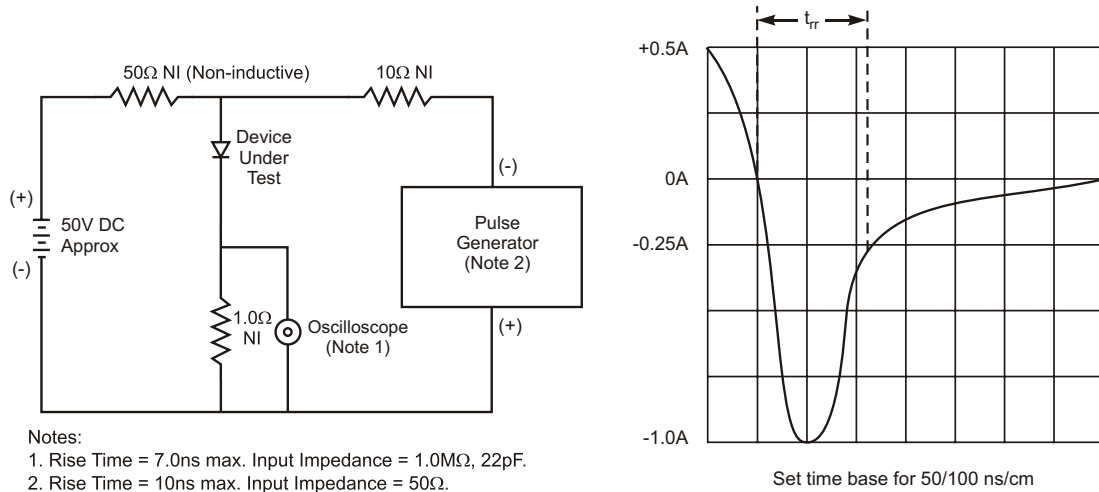 50Ω NI (Non-inductive)
10Ω NI
Device
Under
Test
(+)
50V DC
Approx
(-)
(-)
Pulse
Generator
(Note 2)
(+)
1.0Ω
NI
Oscilloscope
(Note 1)
Notes:
1. Rise Time = 7.0ns max. Input Impedance = 1.0MΩ, 22pF.
2. Rise Time = 10ns max. Input Impedance = 50Ω.
trr
+0.5A
0A
-0.25A
-1.0A
Set time base for 50/100 ns/cm